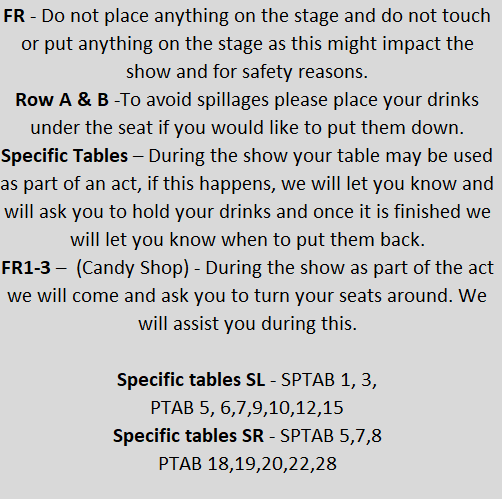 FR - Do not place anything on the stage and do not touch
or put anything on the stage as this might impact the
show and for safety reasons.
Row A & B -To avoid spillages please place your drinks
under the seat if you would like to put them down.
Specific Tables – During the show your table may be used
as part of an act, if this happens, we will let you know and
will ask you to hold your drinks and once it is finished we
will let you know when to put them back.
FR1-3 –  (Candy Shop) - During the show as part of the act
we will come and ask you to turn your seats around. We
will assist you during this.
Specific tables SL - SPTAB 1, 3,
PTAB 5, 6,7,9,10,12,15
Specific tables SR - SPTAB 5,7,8
PTAB 18,19,20,22,28